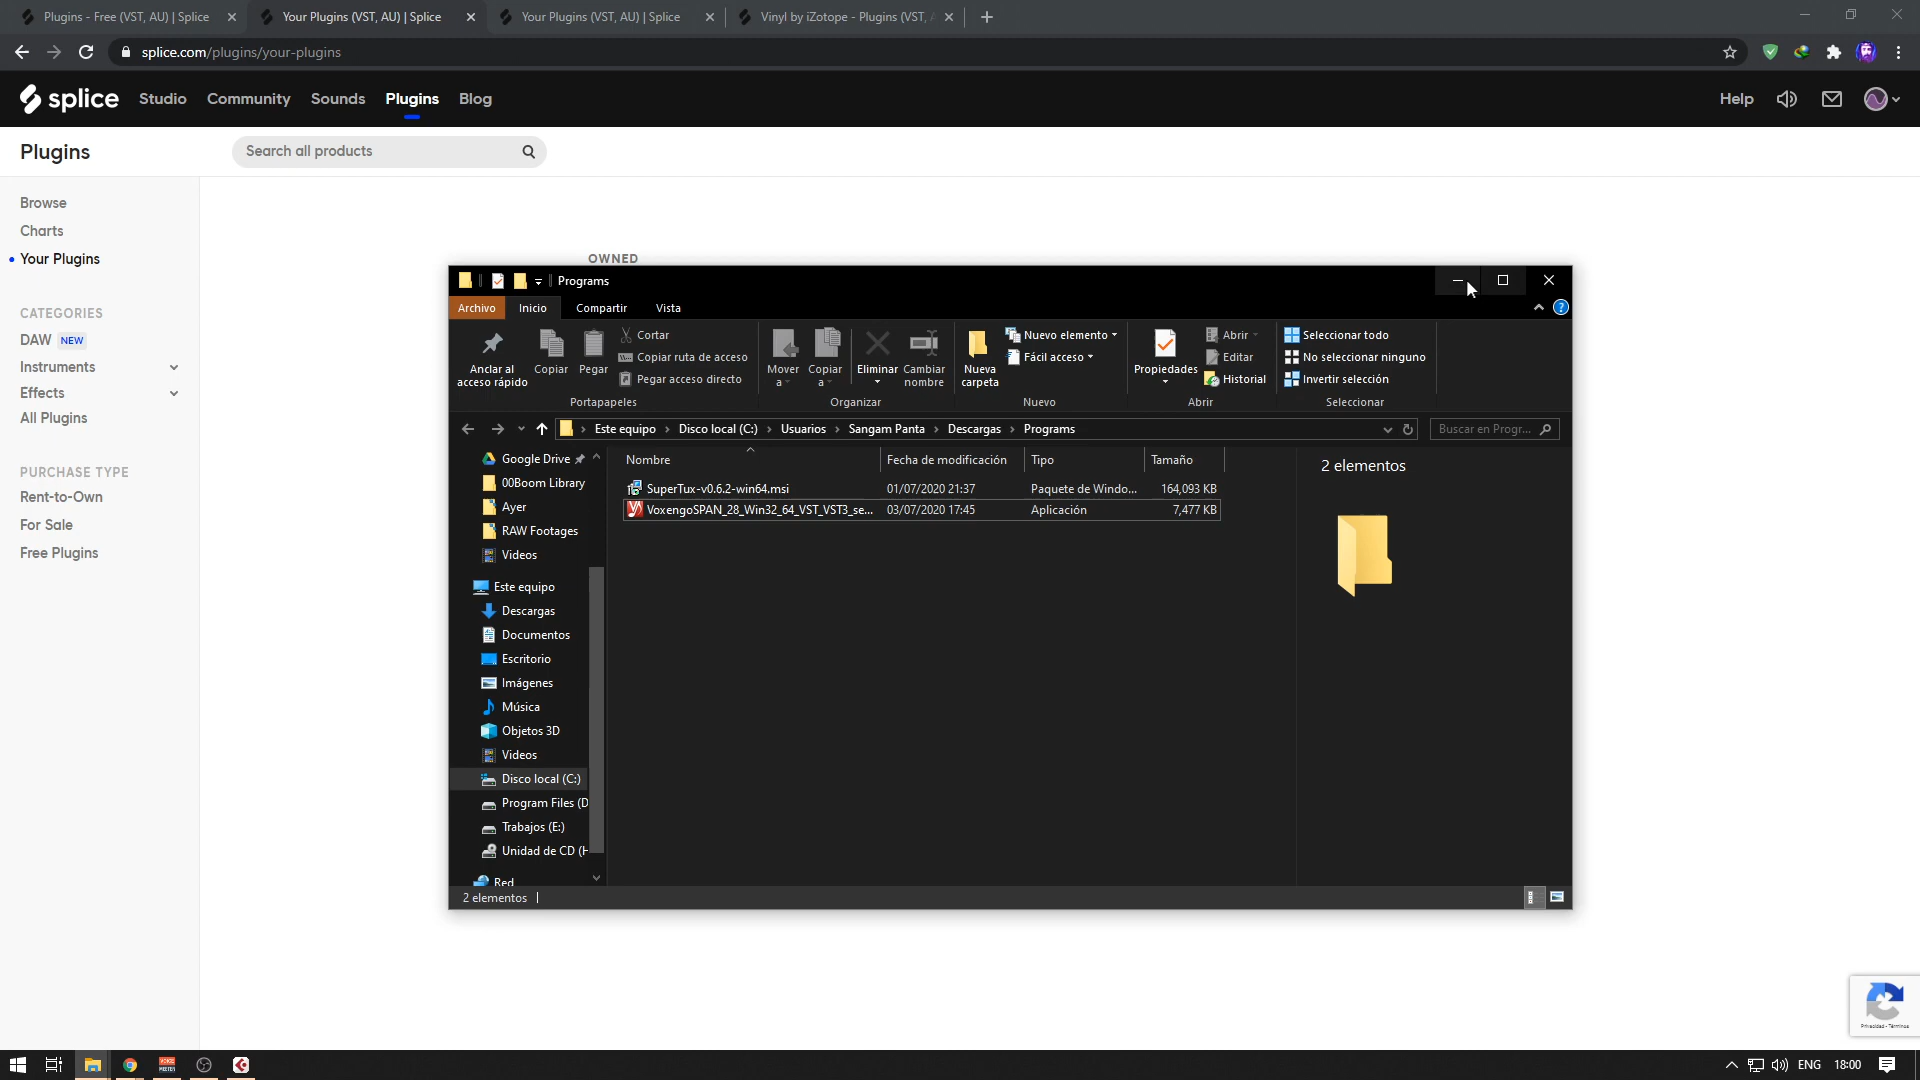 Plugins - Free (VST, AU) | Splice
Your Plugins (VST, AU) | Splice
Your Plugins (VST, AU) | Splice
Vinyl by iZotope - Plugins (VST,
splice.com/plugins/your-plugins
splice
Studio
Community
Sounds
Plugins
Blog
Help
Plugins
Search all products
Browse
Charts
Your Plugins
CATEGORIES
DAW NEW
Instruments
Effects
All Plugins
PURCHASE TYPE
Rent-to-Own
For Sale
Free Plugins
OWNED
Programs
Archivo
Inicio
Compartir
Vista
Anclar al
acceso rápido
Copiar
Pegar
Cortar
Copiar ruta de acceso
Pegar acceso directo
Portapapeles
Mover
a
Copiar
a
Eliminar
Cambiar
nombre
Organizar
Nueva
carpeta
Nuevo elemento
Fácil acceso
Nuevo
Propiedades
Abrir
Editar
Historial
Abrir
Seleccionar todo
No seleccionar ninguno
Invertir selección
Seleccionar
Este equipo
Disco local (C:)
Usuarios
Sangam Panta
Descargas
Programs
Buscar en Progr...
Google Drive
00Boom Library
Ayer
RAW Footages
Videos
Este equipo
Descargas
Documentos
Escritorio
Imágenes
Música
Objetos 3D
Videos
Disco local (C:)
Program Files (D
Trabajos (E:)
Unidad de CD (H
Red
Nombre
Fecha de modificación
Tipo
Tamaño
SuperTux-v0.6.2-win64.msi
01/07/2020 21:37
Paquete de Windo...
164,093 KB
VoxengoSPAN_28_Win32_64_VST_VST3_se...
03/07/2020 17:45
Aplicación
7,477 KB
2 elementos
2 elementos
Privacidad - Términos
ENG
18:00